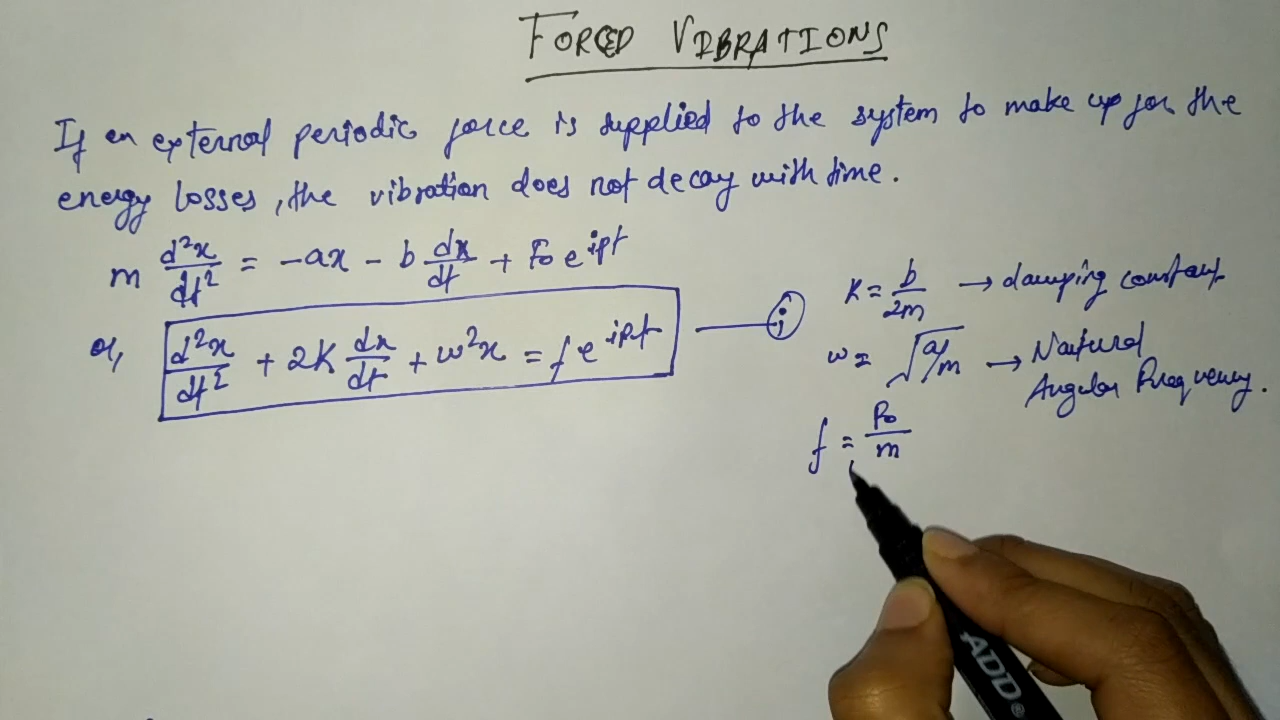 FORCED VIBRATIONS
If an external periodic force is supplied to the system to make up for the
energy losses, the vibration does not decay with time.
m d²x/dt² = -ax - b dx/dt + F₀ e^ipt
or, d²x/dt² + 2K dx/dt + ω²x = f e^ipt —— (i)
K = b/2m → damping constant
ω = √a/m → Natural
Angular Frequency.
f = F₀/m
ADD